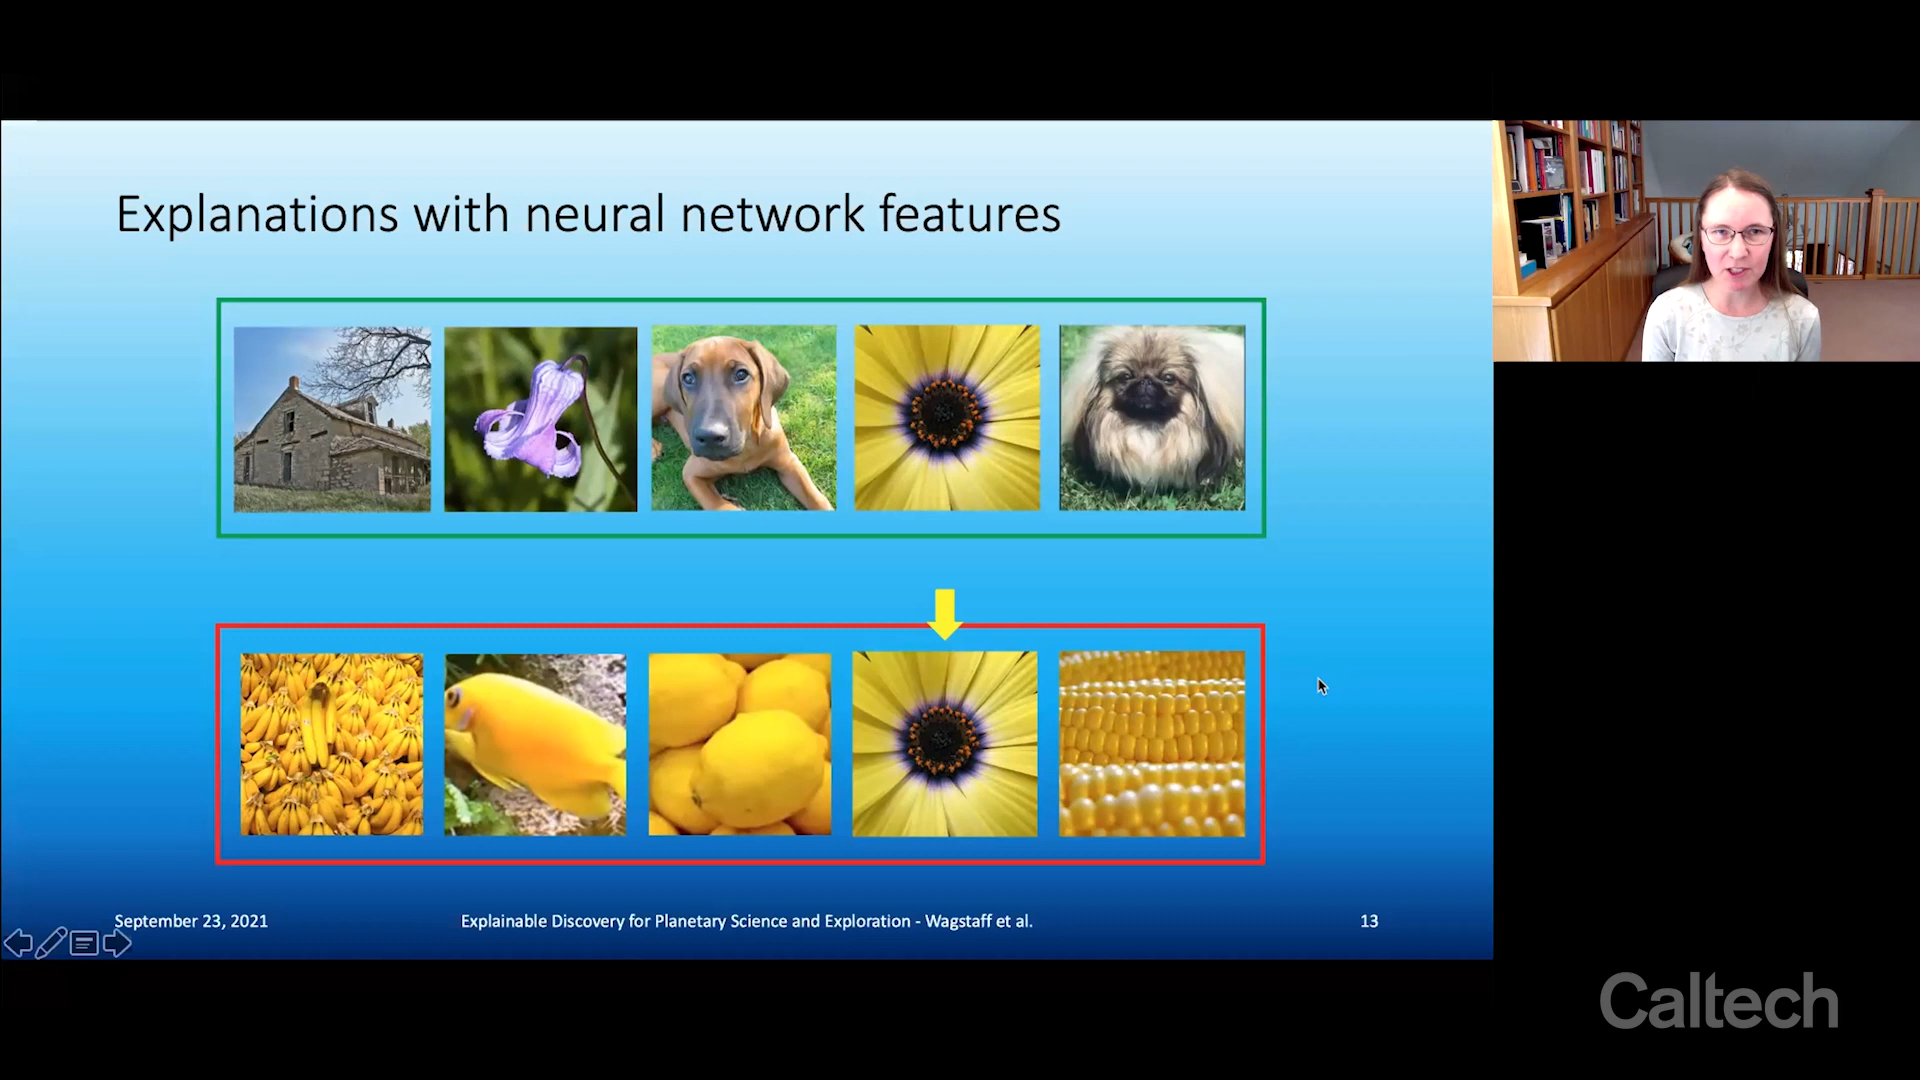 Explanations with neural network features
September 23, 2021
Explainable Discovery for Planetary Science and Exploration - Wagstaff et al.
13
Caltech